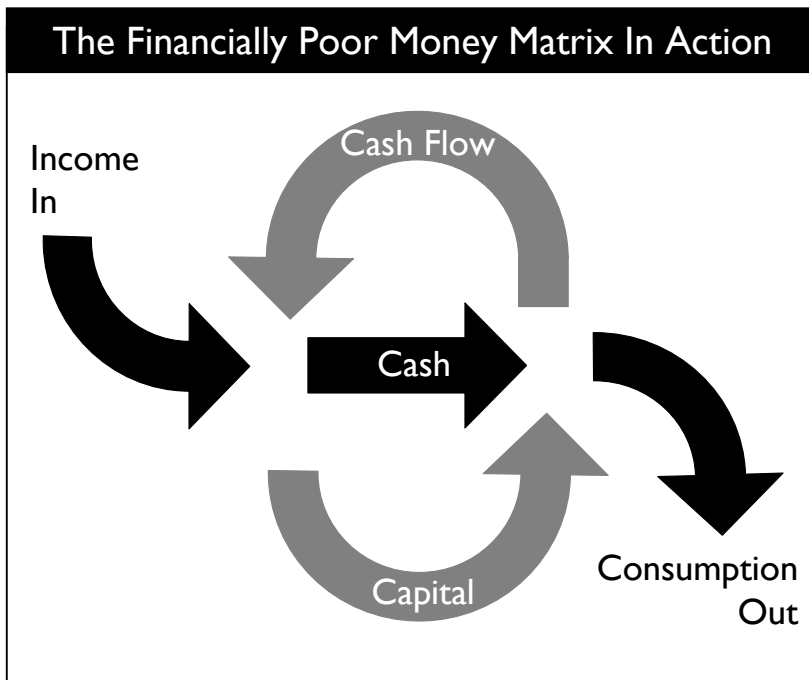 The Financially Poor Money Matrix In Action
Cash Flow
Income
In
Cash
Capital
Consumption
Out